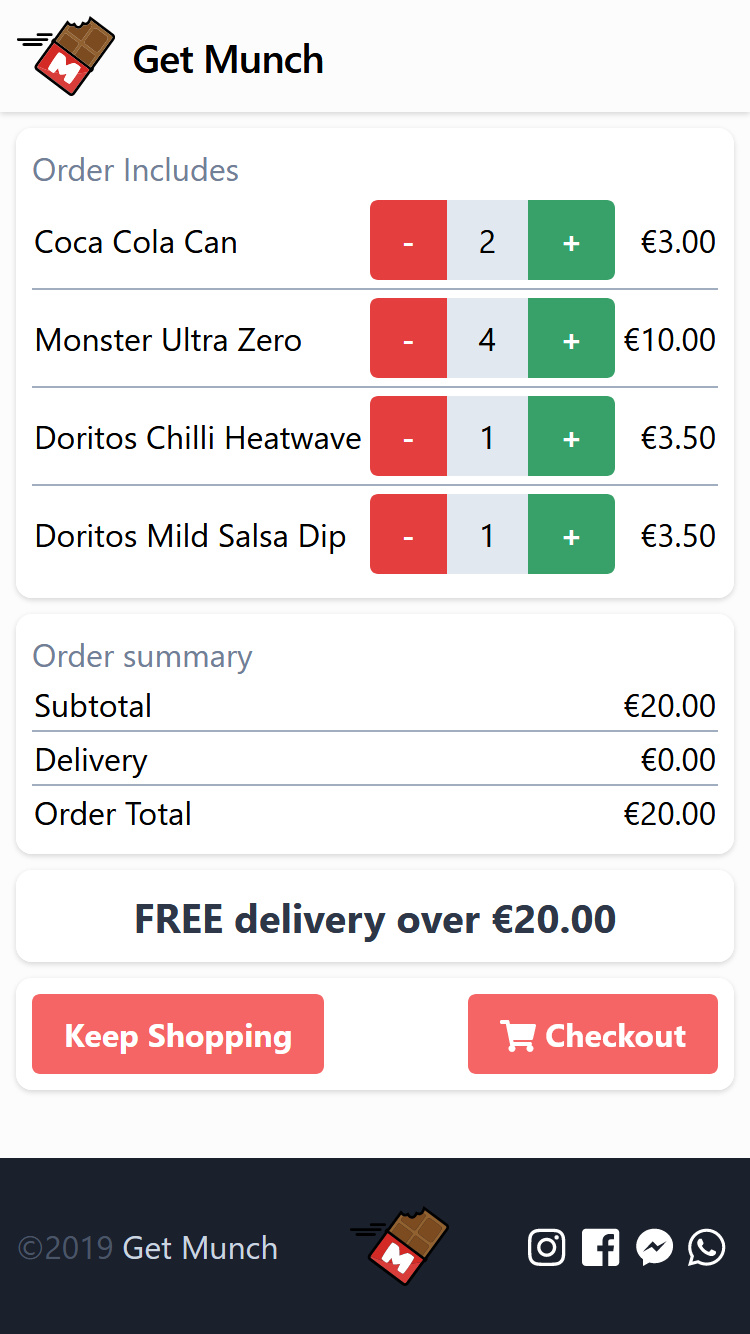 M Get Munch
Order Includes
Coca Cola Can - 2 + €3.00
Monster Ultra Zero - 4 + €10.00
Doritos Chilli Heatwave - 1 + €3.50
Doritos Mild Salsa Dip - 1 + €3.50
Order summary
Subtotal €20.00
Delivery €0.00
Order Total €20.00
FREE delivery over €20.00
Keep Shopping Checkout
©2019 Get Munch M